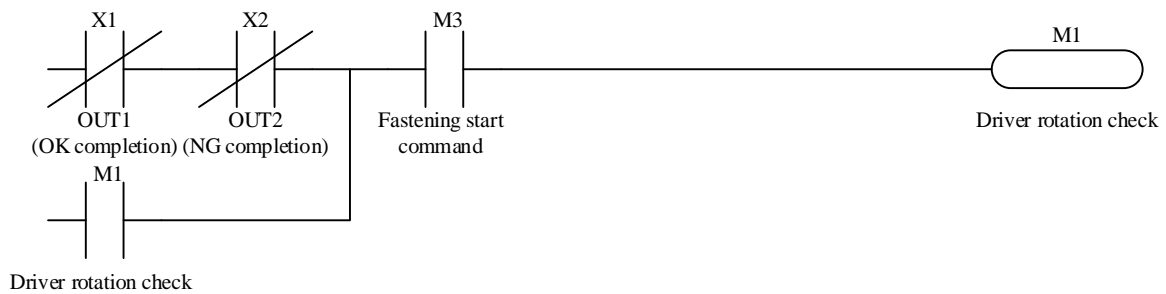 X1 X2 M3 M1
OUT1 OUT2 Fastening start Driver rotation check
(OK completion) (NG completion) command
M1
Driver rotation check